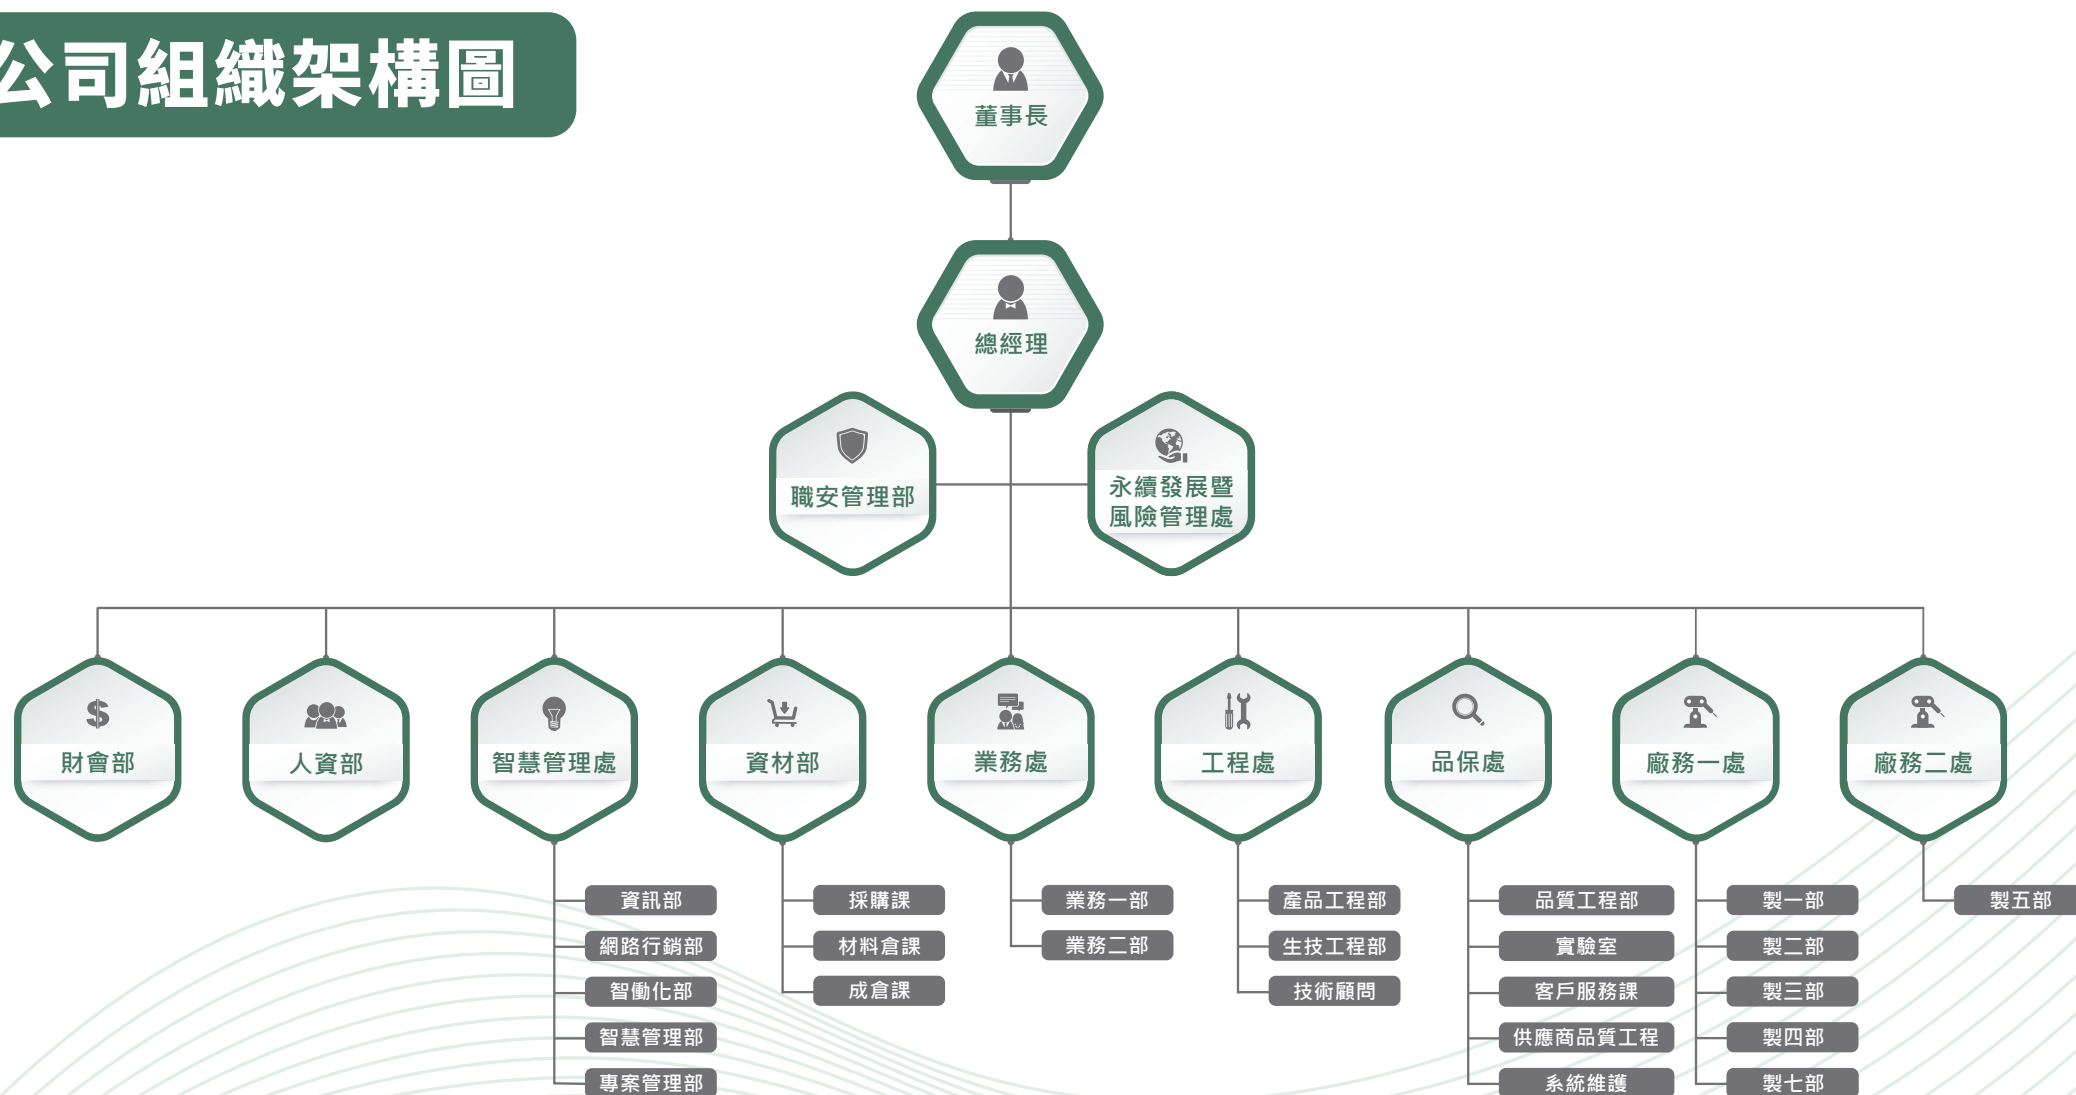 公司組織架構圖
董事長
總經理
職安管理部
永續發展暨
風險管理處
財會部
人資部
智慧管理處
資材部
業務處
工程處
品保處
廠務一處
廠務二處
資訊部
網路行銷部
智働化部
智慧管理部
專案管理部
採購課
材料倉課
成倉課
業務一部
業務二部
產品工程部
生技工程部
技術顧問
品質工程部
實驗室
客戶服務課
供應商品質工程
系統維護
製一部
製二部
製三部
製四部
製七部
製五部